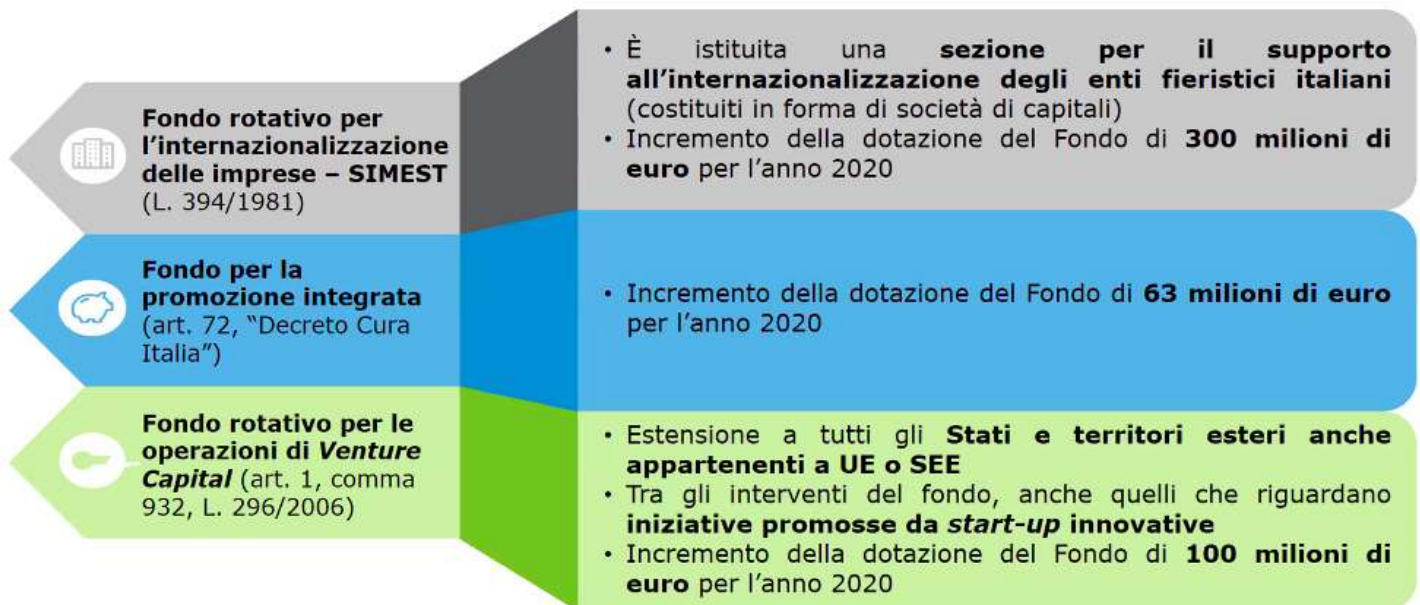 Fondo rotativo per
l’internazionalizzazione
delle imprese – SIMEST
(L. 394/1981)
• È istituita una sezione per il supporto
all’internazionalizzazione degli enti fieristici italiani
(costituiti in forma di società di capitali)
• Incremento della dotazione del Fondo di 300 milioni di
euro per l’anno 2020
Fondo per la
promozione integrata
(art. 72, “Decreto Cura
Italia”)
• Incremento della dotazione del Fondo di 63 milioni di euro
per l’anno 2020
Fondo rotativo per le
operazioni di Venture
Capital (art. 1, comma
932, L. 296/2006)
• Estensione a tutti gli Stati e territori esteri anche
appartenenti a UE o SEE
• Tra gli interventi del fondo, anche quelli che riguardano
iniziative promosse da start-up innovative
• Incremento della dotazione del Fondo di 100 milioni di
euro per l’anno 2020